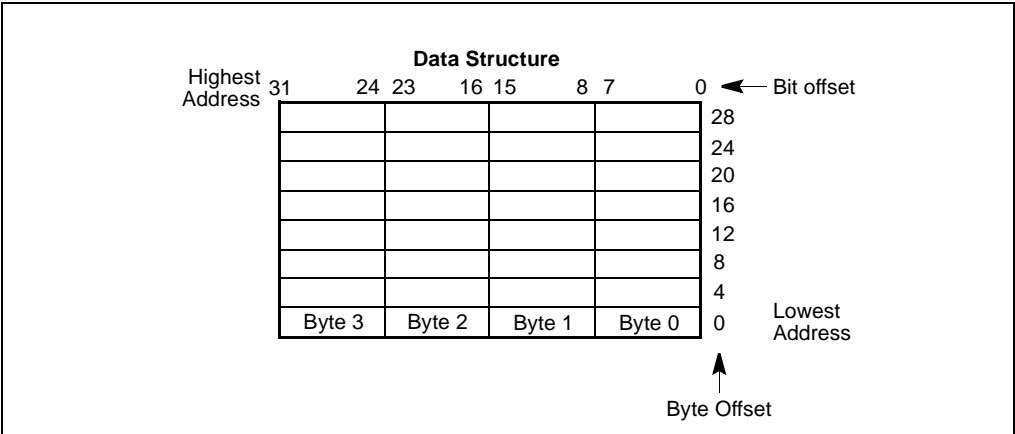 Data Structure
Highest
Address
31 24 23 16 15 8 7 0
Bit offset
28
24
20
16
12
8
4
Byte 3 Byte 2 Byte 1 Byte 0 0
Lowest
Address
Byte Offset